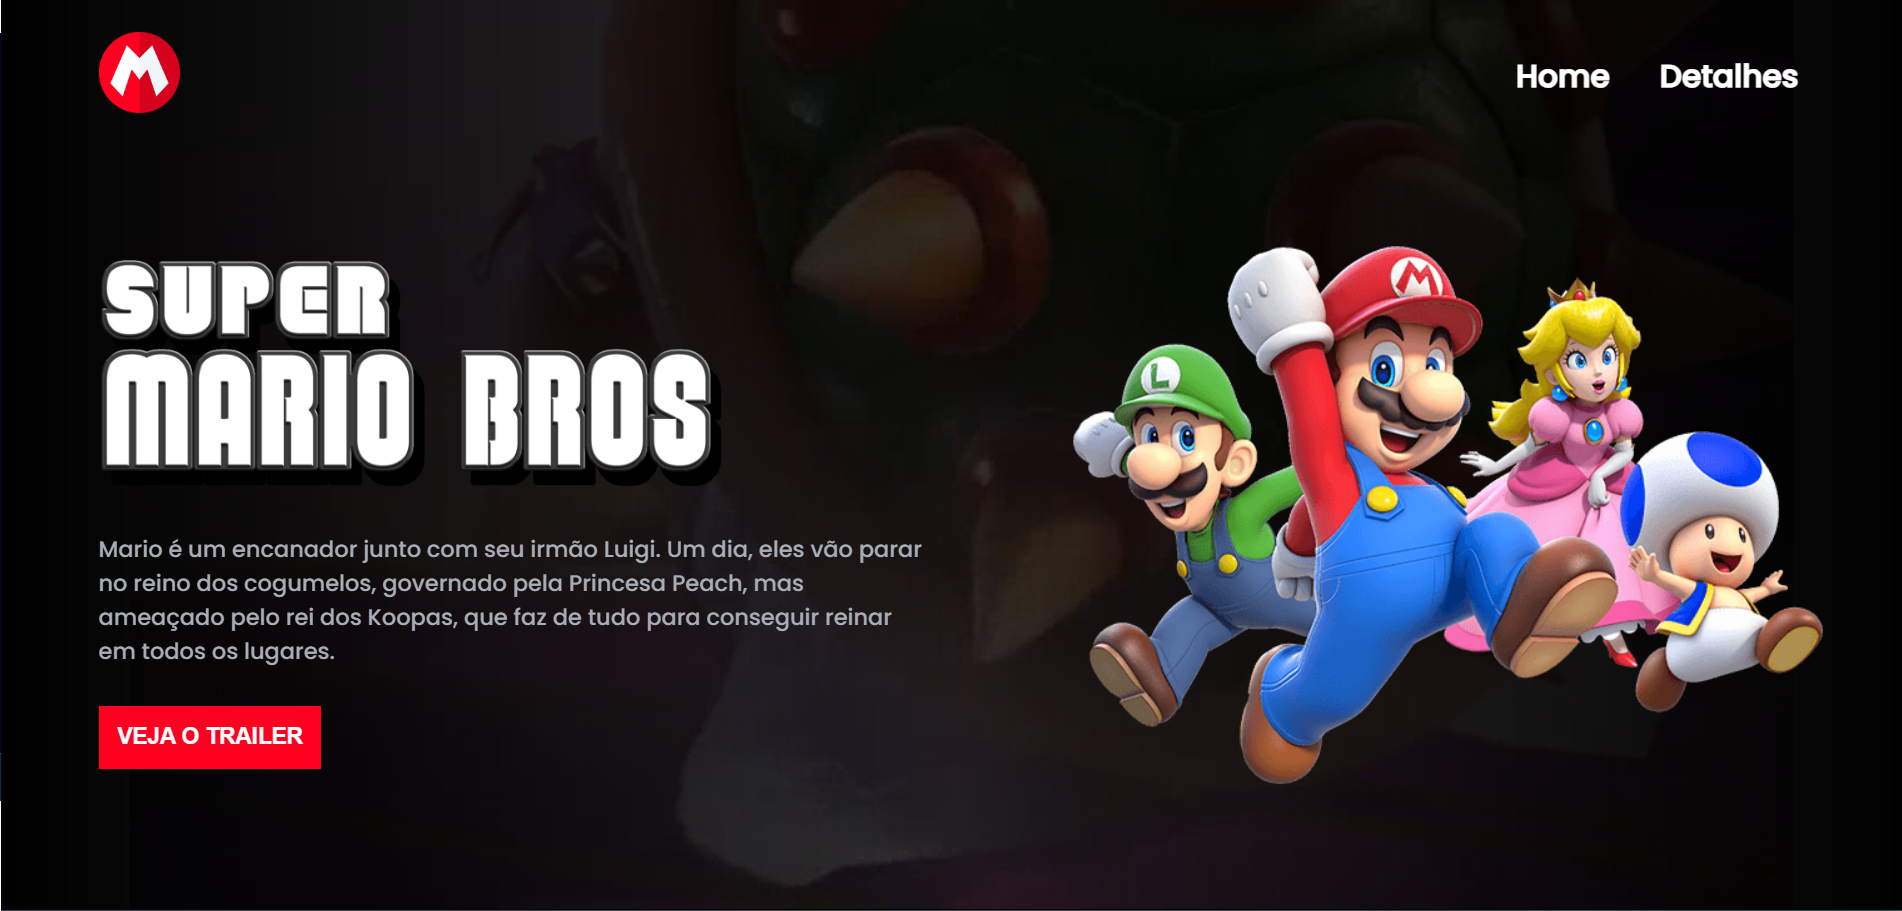 M
Home Detalhes
SUPER
MARIO BROS
M
L
Mario é um encanador junto com seu irmão Luigi. Um dia, eles vão parar
no reino dos cogumelos, governado pela Princesa Peach, mas
ameaçado pelo rei dos Koopas, que faz de tudo para conseguir reinar
em todos os lugares.
VEJA O TRAILER